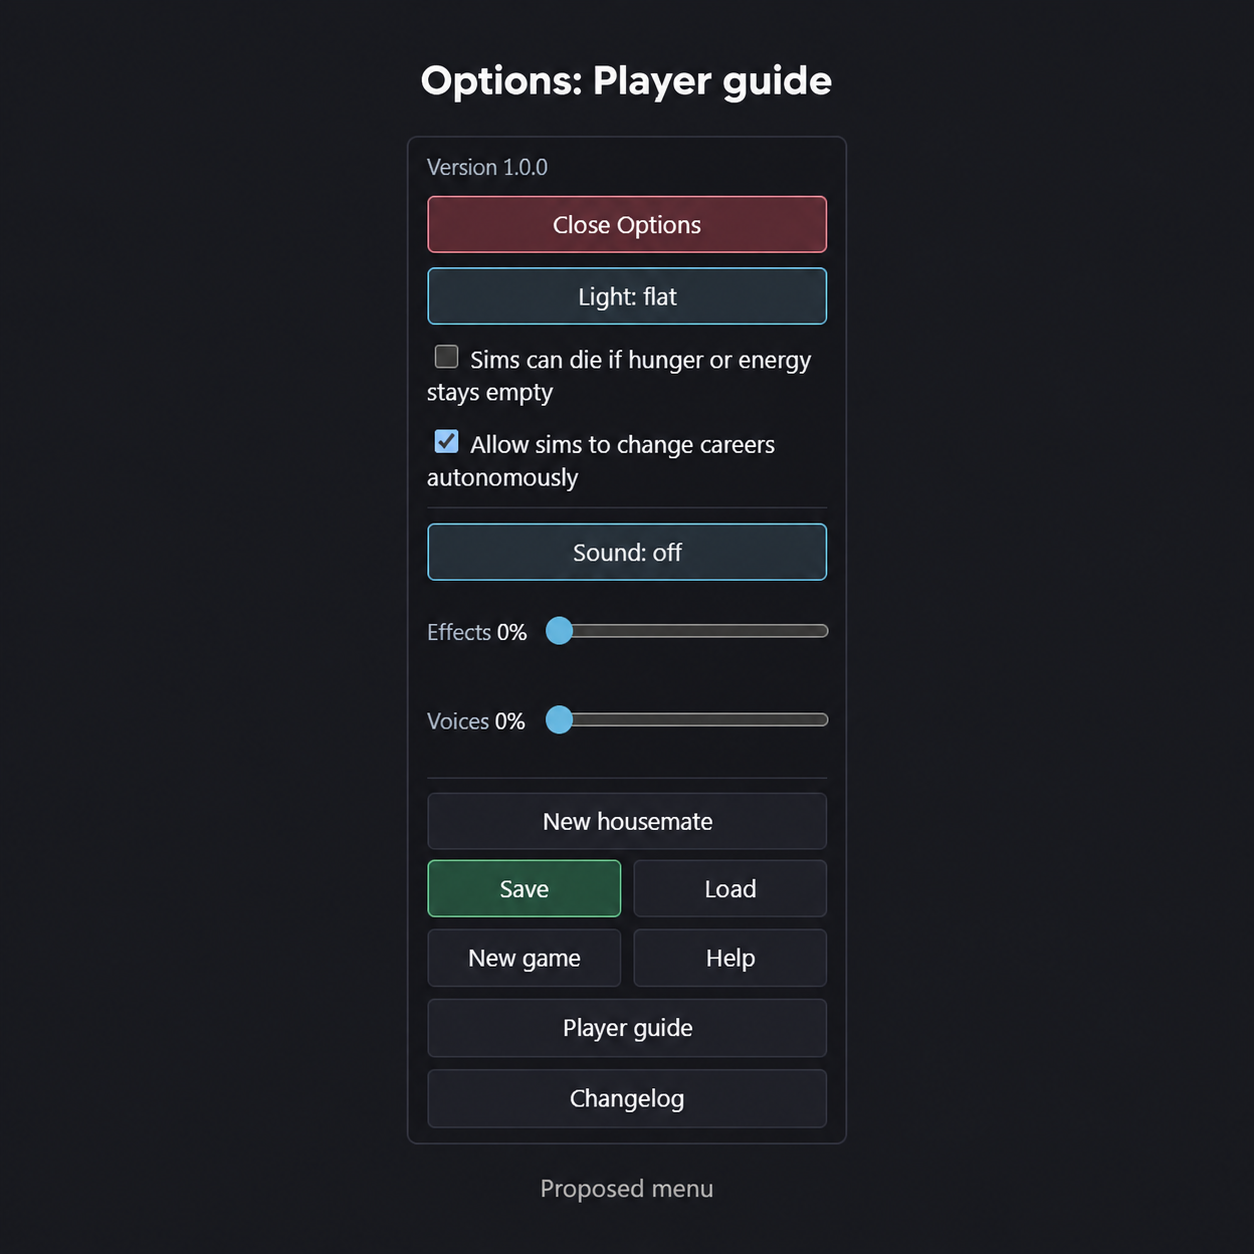 Options: Player guide
Version 1.0.0
Close Options
Light: flat
Sims can die if hunger or energy
stays empty
Allow sims to change careers
autonomously
Sound: off
Effects 0%
Voices 0%
New housemate
Save
Load
New game
Help
Player guide
Changelog
Proposed menu